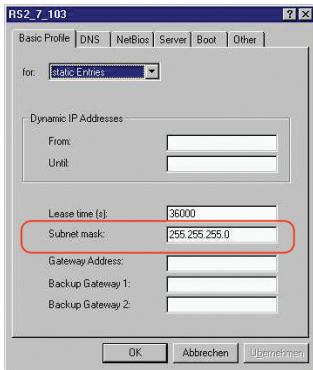 RS2_7_103
Basic Profile DNS NetBios Server Boot Other
for: static Entries
Dynamic IP Addresses
From:
Until:
Lease time (s): 36000
Subnet mask: 255.255.255.0
Gateway Address:
Backup Gateway 1:
Backup Gateway 2:
OK Abbrechen Übernehmen